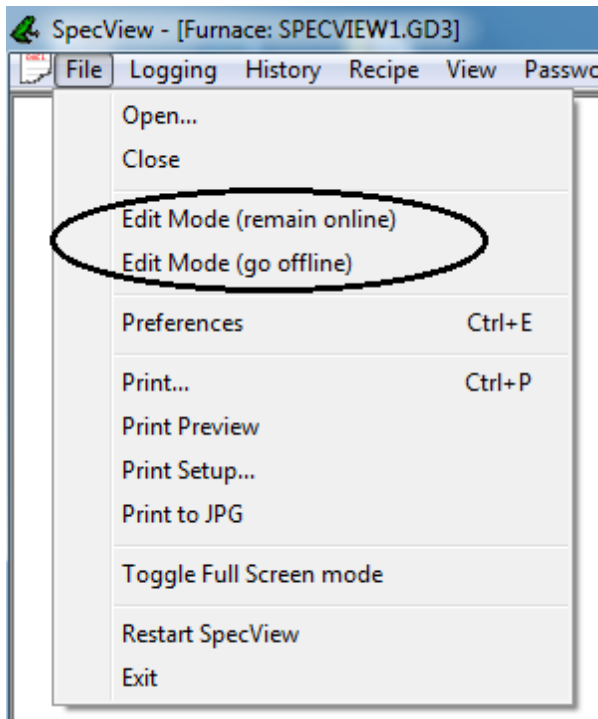 SpecView - [Furnace: SPECVIEW1.GD3]
File Logging History Recipe View Passwo
Open...
Close
Edit Mode (remain online)
Edit Mode (go offline)
Preferences Ctrl+E
Print... Ctrl+P
Print Preview
Print Setup...
Print to JPG
Toggle Full Screen mode
Restart SpecView
Exit